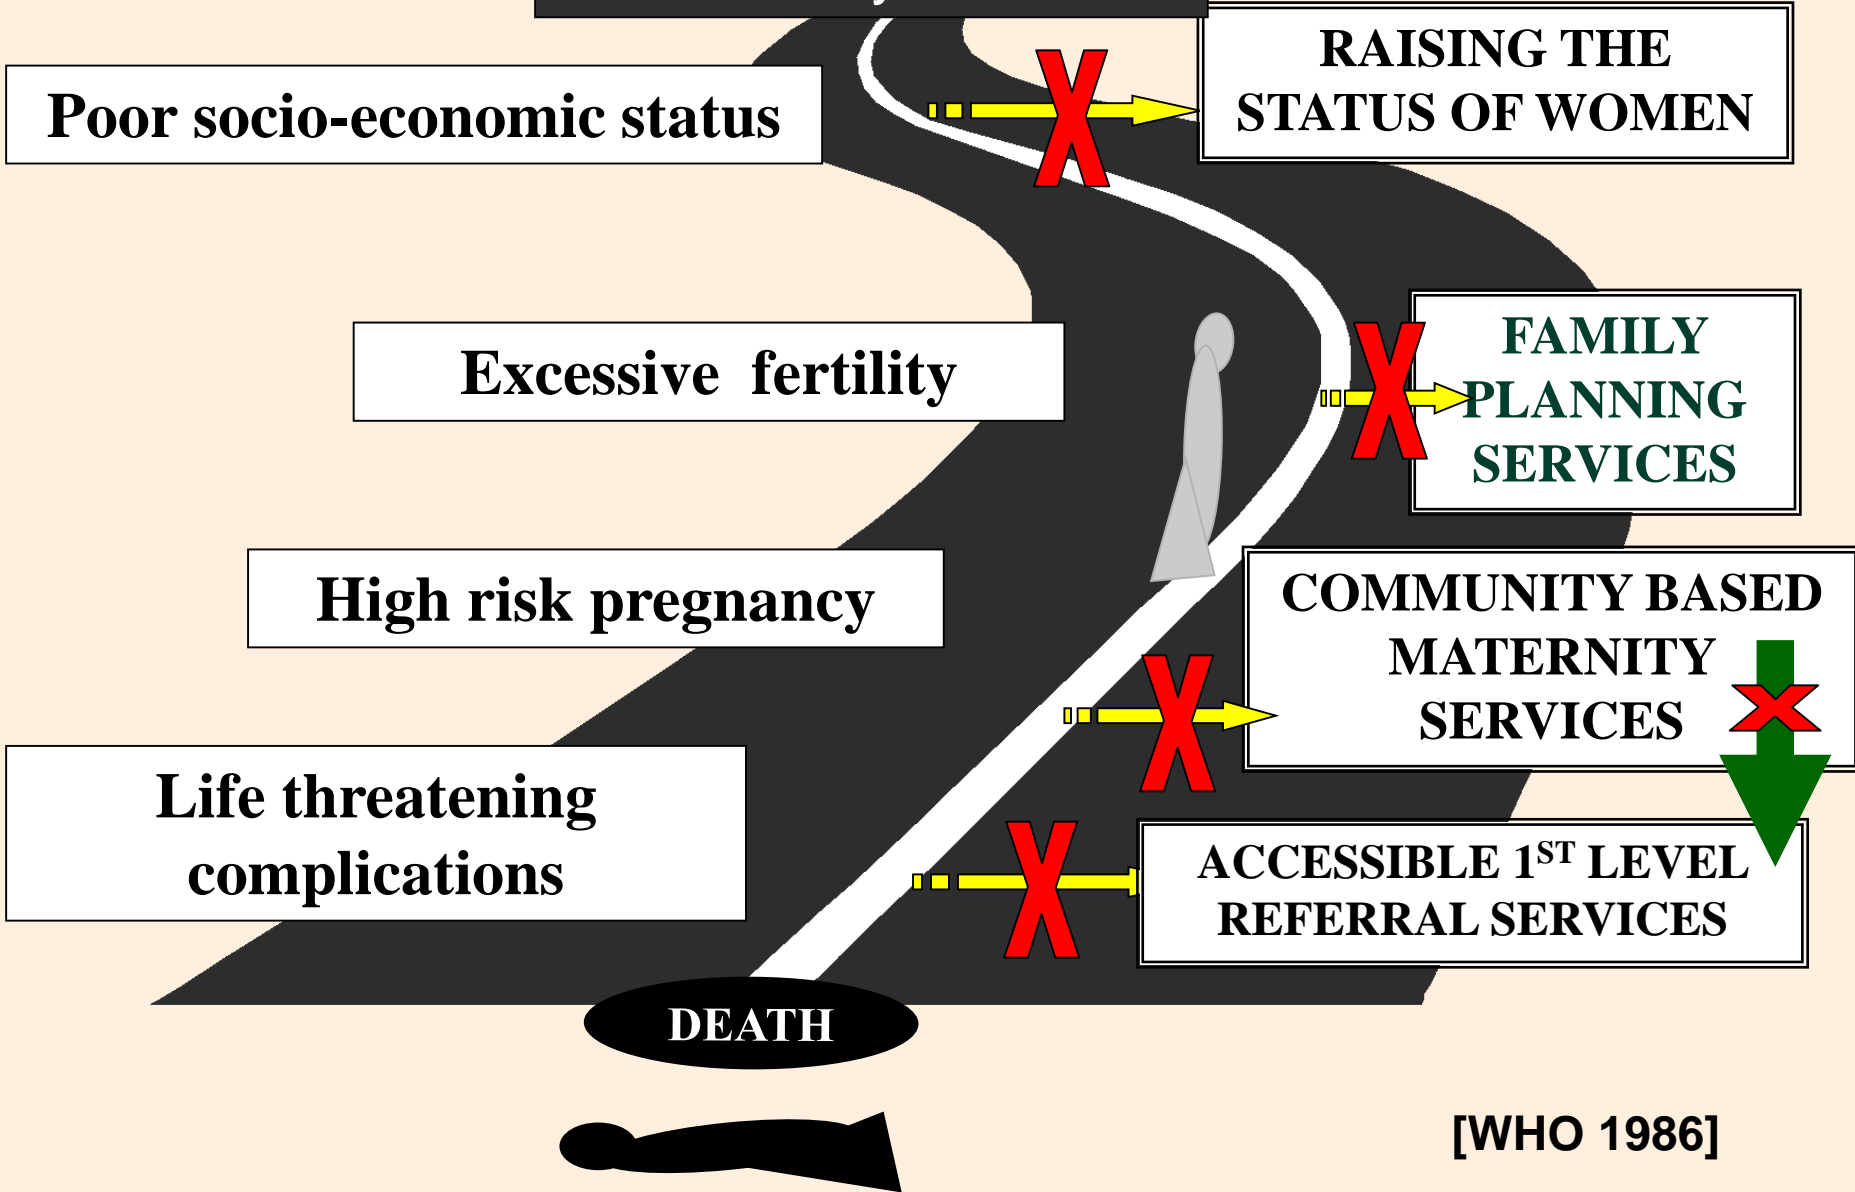 Poor socio-economic status
RAISING THE
STATUS OF WOMEN
Excessive fertility
FAMILY
PLANNING
SERVICES
High risk pregnancy
COMMUNITY BASED
MATERNITY
SERVICES
Life threatening
complications
ACCESSIBLE 1ST LEVEL
REFERRAL SERVICES
DEATH
[WHO 1986]